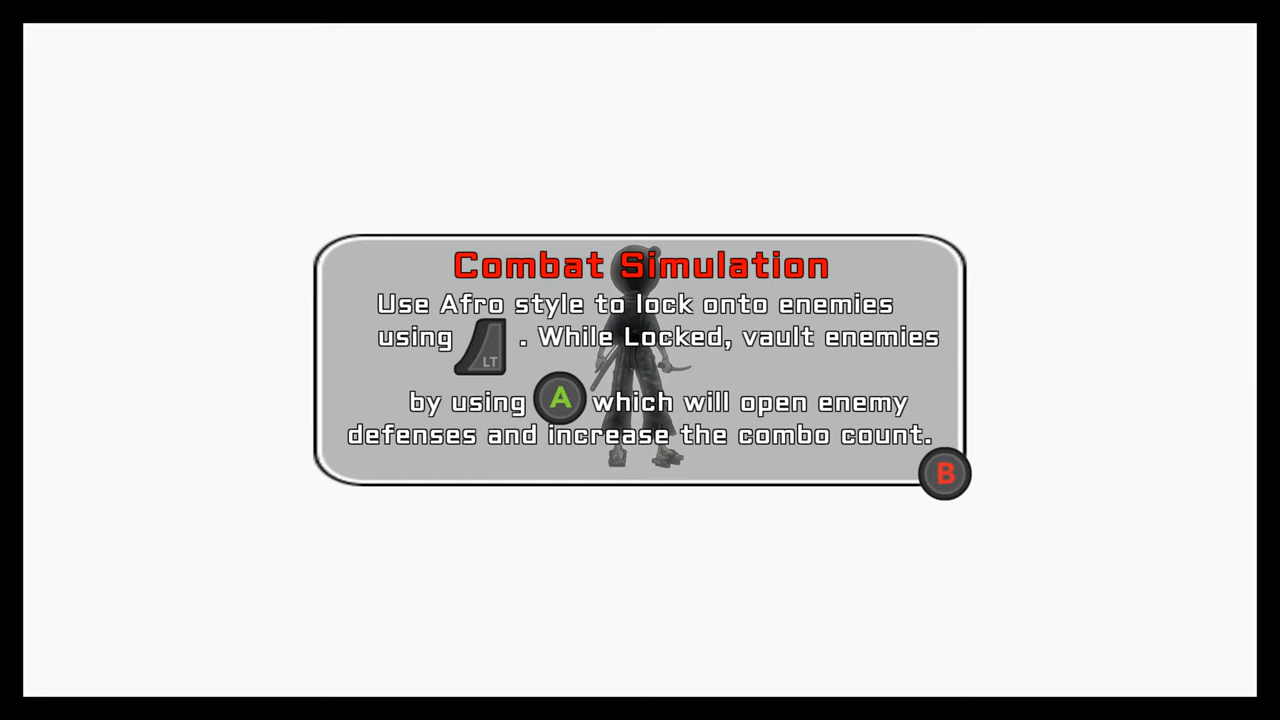 Combat Simulation
Use Afro style to lock onto enemies
using LT . While Locked, vault enemies
by using A which will open enemy
defenses and increase the combo count.
B